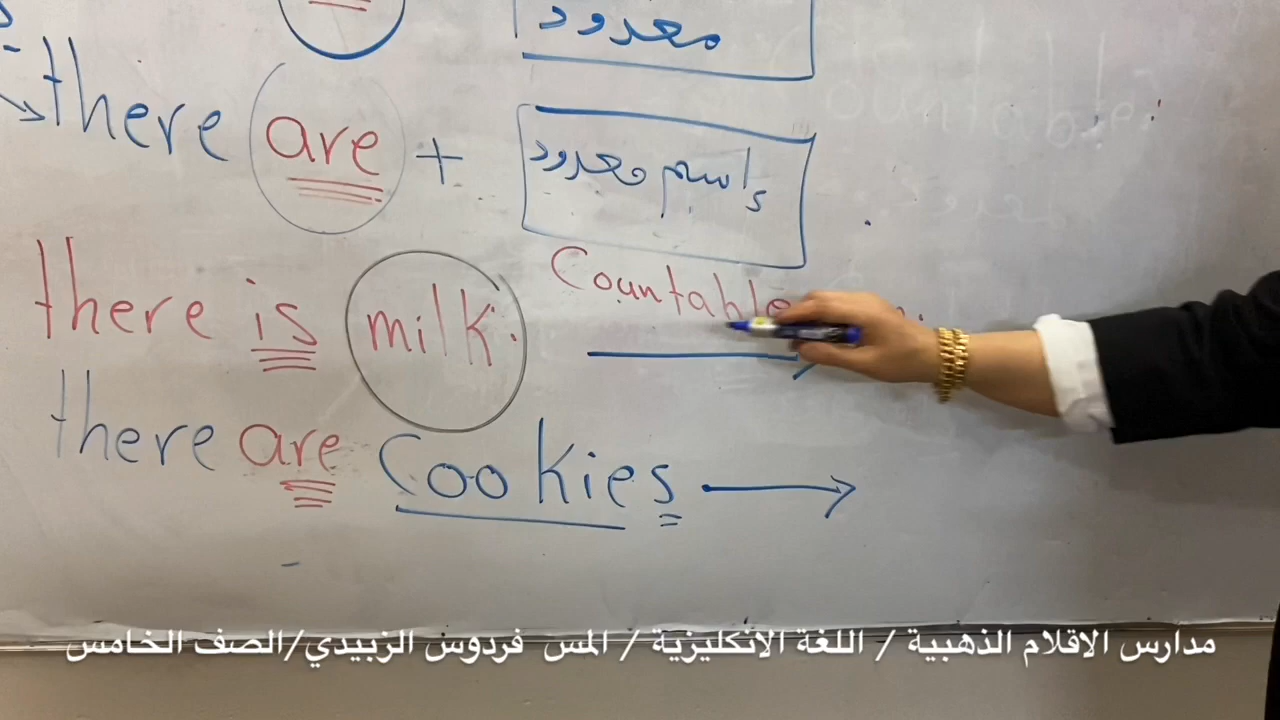 معدود
there are + إسم معدود
there is milk.
Countable
there are Cookies
مدارس الاقلام الذهبية / اللغة الانكليزية / المس فردوس الزبيدي/الصف الخامس